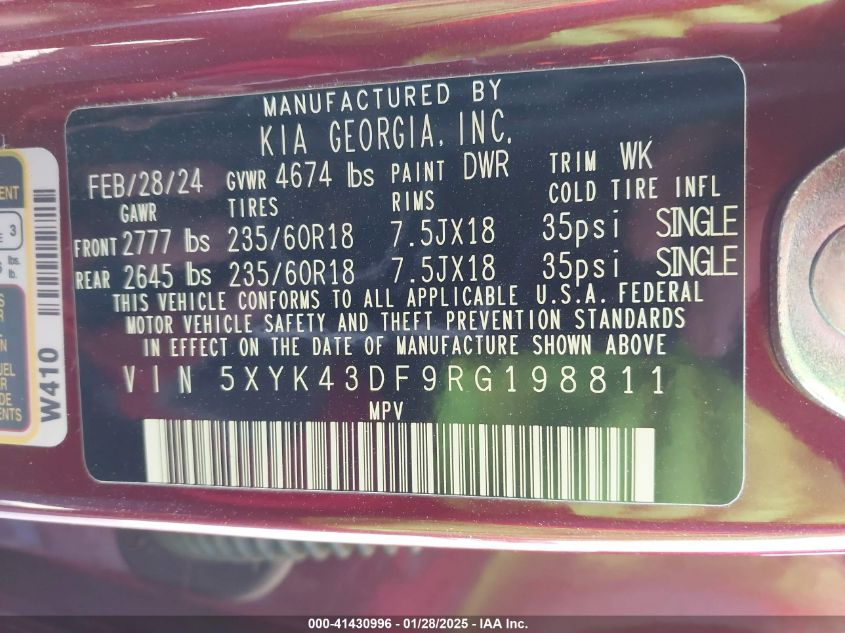 MANUFACTURED BY
KIA GEORGIA, INC.
FEB/28/24 GVWR 4674 lbs PAINT DWR TRIM WK
GAWR TIRES RIMS COLD TIRE INFL
FRONT 2777 lbs 235/60R18 7.5JX18 35psi SINGLE
REAR 2645 lbs 235/60R18 7.5JX18 35psi SINGLE
THIS VEHICLE CONFORMS TO ALL APPLICABLE U.S.A. FEDERAL
MOTOR VEHICLE SAFETY AND THEFT PREVENTION STANDARDS
IN EFFECT ON THE DATE OF MANUFACTURE SHOWN ABOVE
VIN 5XYK43DF9RG198811
MPV
W410
3
lbs.
lb.
000-41430996 — 01/28/2025 - IAA Inc.